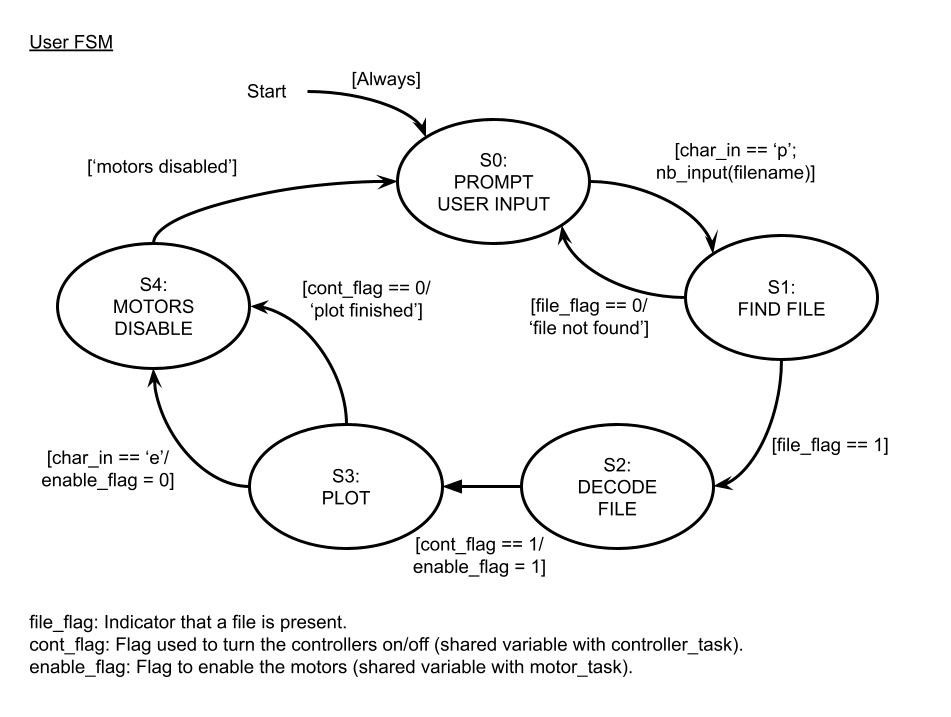 User FSM
Start
[Always]
S0:
PROMPT
USER INPUT
[char_in == ‘p’;
nb_input(filename)]
[‘motors disabled’]
S4:
MOTORS
DISABLE
[cont_flag == 0/
‘plot finished’]
[file_flag == 0/
‘file not found’]
S1:
FIND FILE
[file_flag == 1]
[char_in == ‘e’/
enable_flag = 0]
S3:
PLOT
S2:
DECODE
FILE
[cont_flag == 1/
enable_flag = 1]
file_flag: Indicator that a file is present.
cont_flag: Flag used to turn the controllers on/off (shared variable with controller_task).
enable_flag: Flag to enable the motors (shared variable with motor_task).